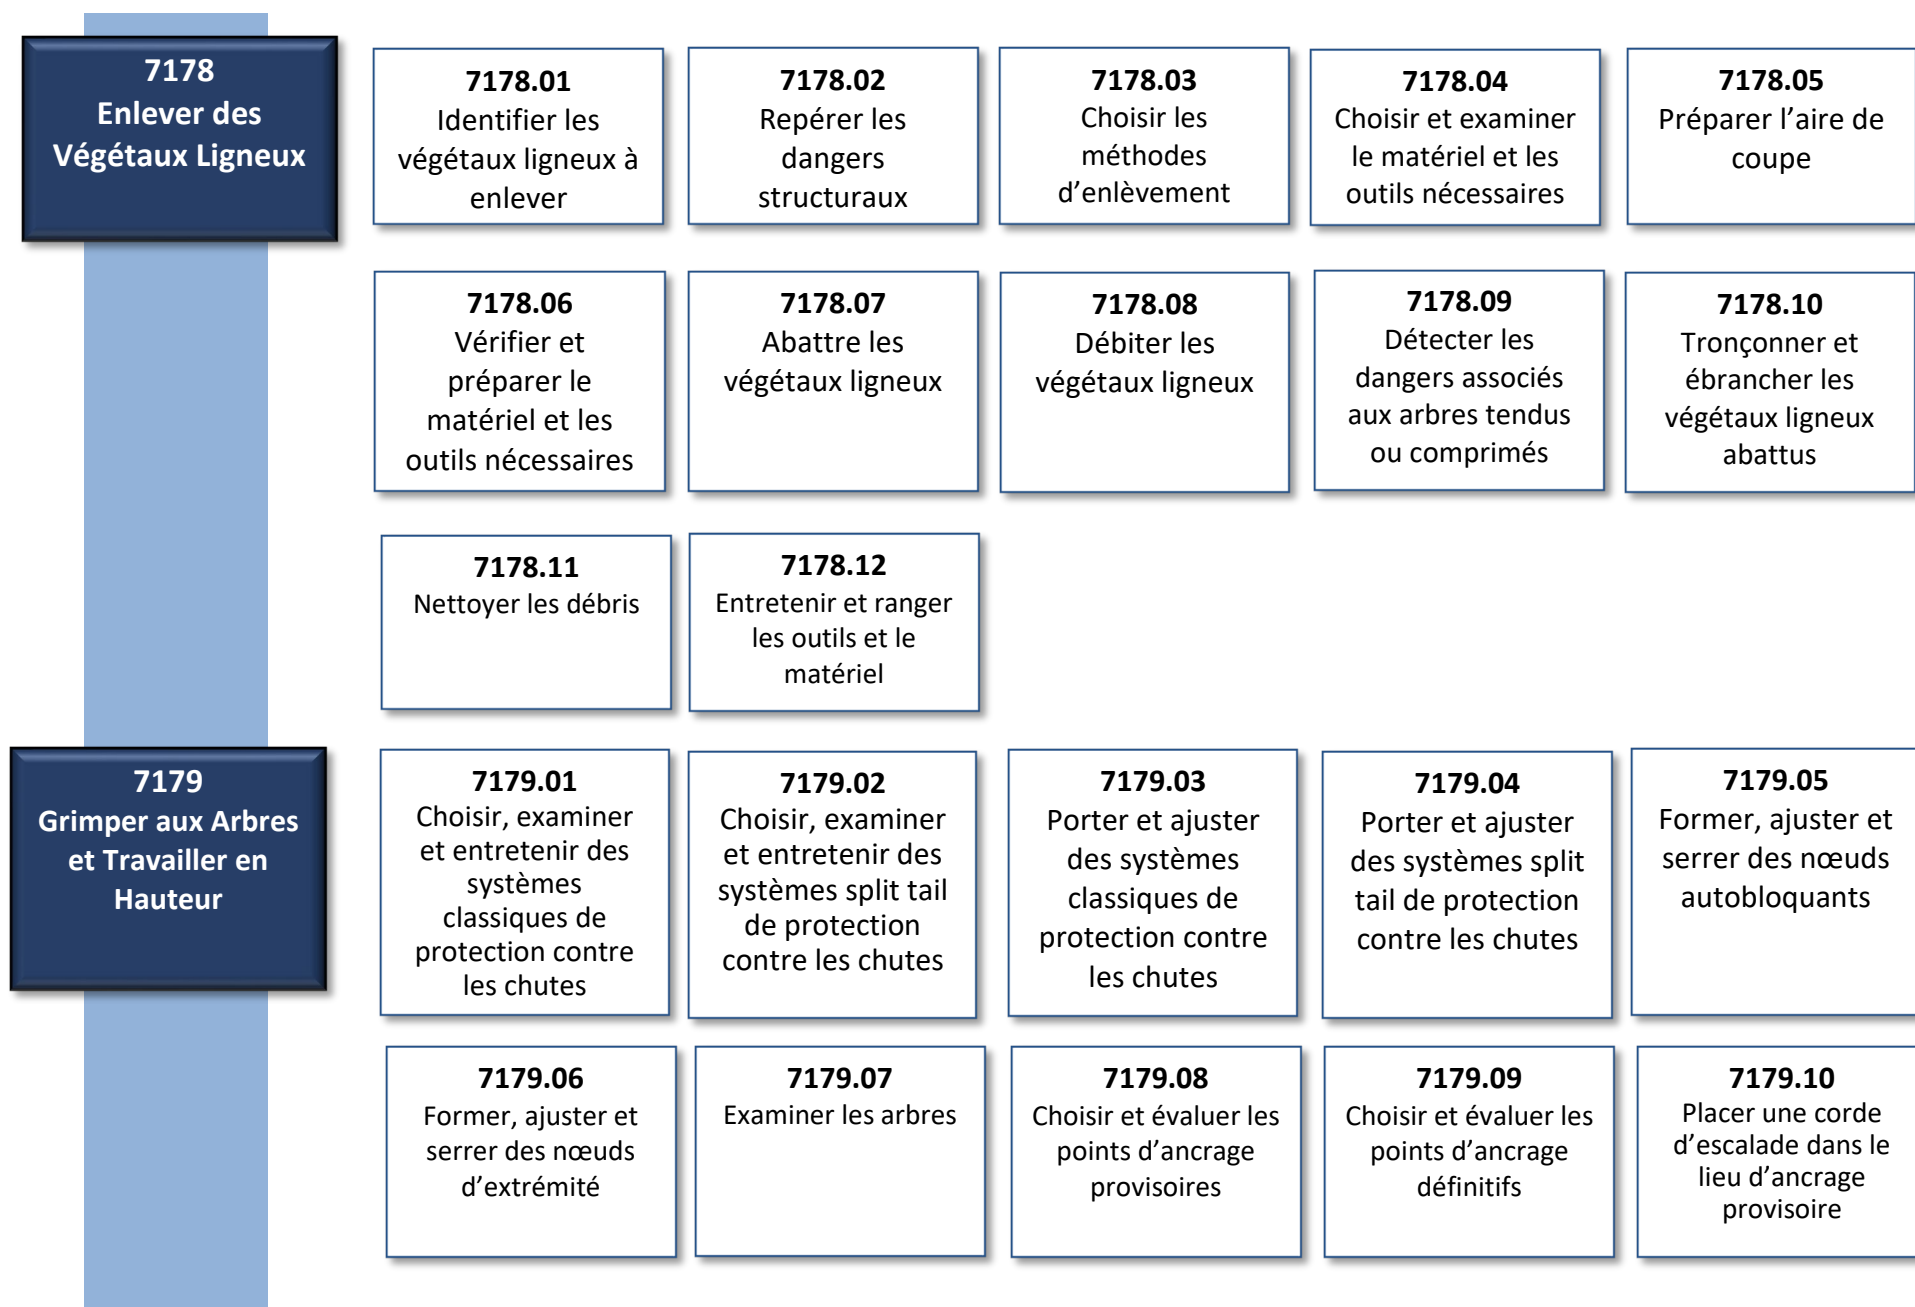 7178
Enlever des
Végétaux Ligneux
7178.01
Identifier les
végétaux ligneux à
enlever
7178.02
Repérer les
dangers
structuraux
7178.03
Choisir les
méthodes
d’enlèvement
7178.04
Choisir et examiner
le matériel et les
outils nécessaires
7178.05
Préparer l’aire de
coupe
7178.06
Vérifier et
préparer le
matériel et les
outils nécessaires
7178.07
Abattre les
végétaux ligneux
7178.08
Débiter les
végétaux ligneux
7178.09
Détecter les
dangers associés
aux arbres tendus
ou comprimés
7178.10
Tronçonner et
ébrancher les
végétaux ligneux
abattus
7178.11
Nettoyer les débris
7178.12
Entretenir et ranger
les outils et le
matériel
7179
Grimper aux Arbres
et Travailler en
Hauteur
7179.01
Choisir, examiner
et entretenir des
systèmes
classiques de
protection contre
les chutes
7179.02
Choisir, examiner
et entretenir des
systèmes split tail
de protection
contre les chutes
7179.03
Porter et ajuster
des systèmes
classiques de
protection contre
les chutes
7179.04
Porter et ajuster
des systèmes split
tail de protection
contre les chutes
7179.05
Former, ajuster et
serrer des nœuds
autobloquants
7179.06
Former, ajuster et
serrer des nœuds
d’extrémité
7179.07
Examiner les arbres
7179.08
Choisir et évaluer les
points d’ancrage
provisoires
7179.09
Choisir et évaluer les
points d’ancrage
définitifs
7179.10
Placer une corde
d’escalade dans le
lieu d’ancrage
provisoire